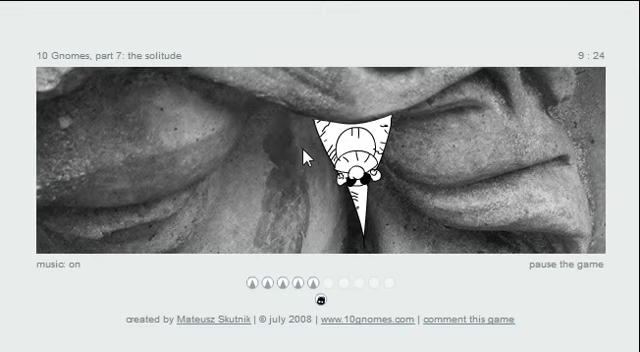 10 Gnomes, part 7: the solitude
9 : 24
music: on
pause the game
created by Mateusz Skutnik | © july 2008 | www.10gnomes.com | comment this game